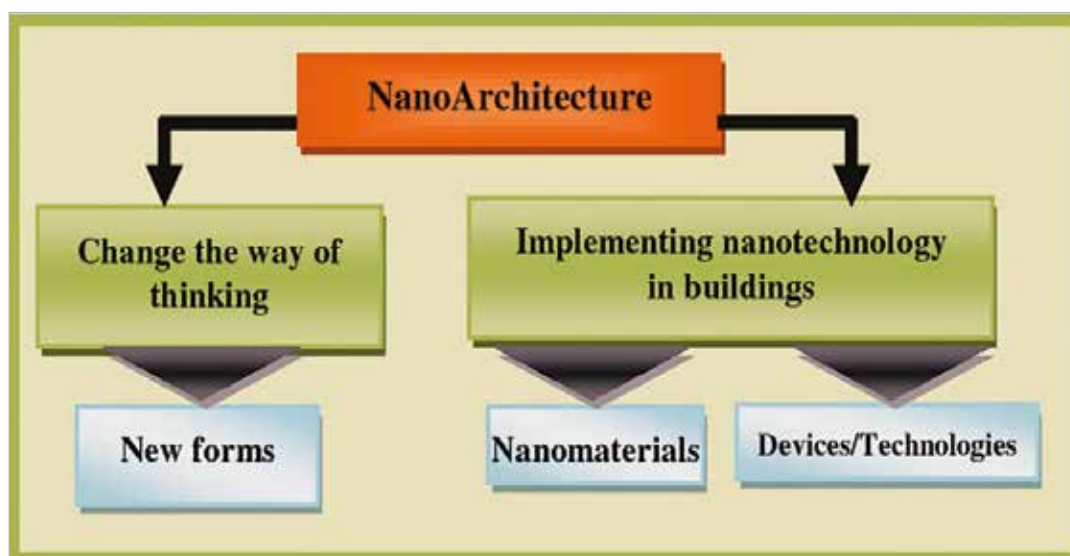 NanoArchitecture
Change the way of
thinking
Implementing nanotechnology
in buildings
New forms
Nanomaterials
Devices/Technologies